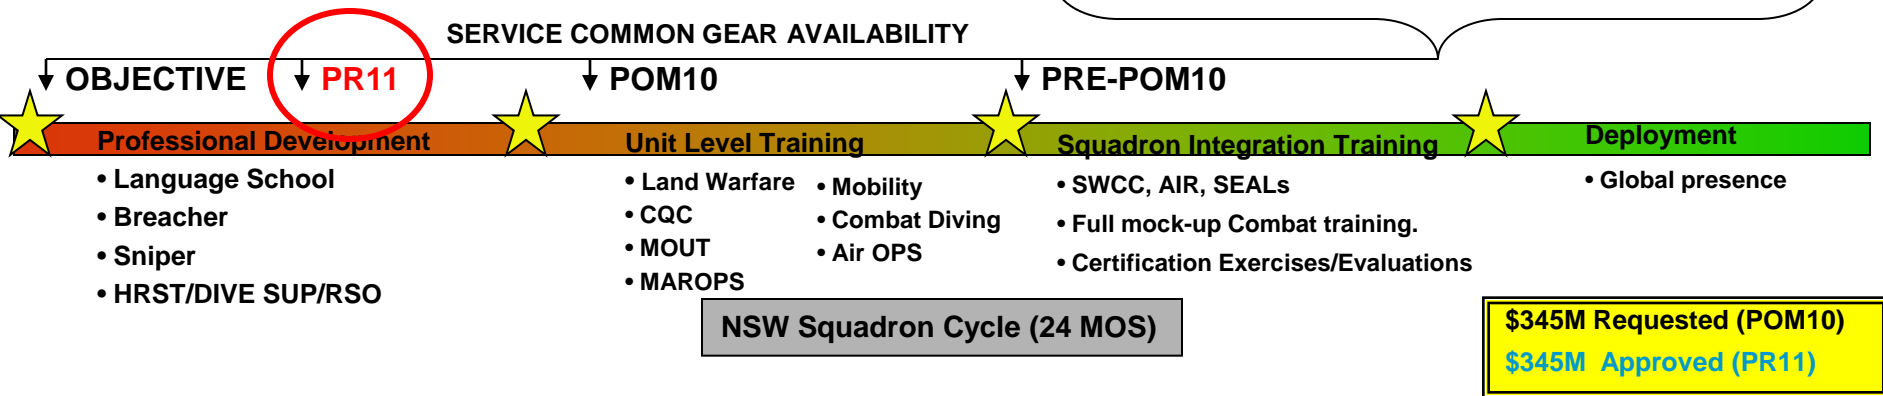 SERVICE COMMON GEAR AVAILABILITY
OBJECTIVE
PR11
POM10
PRE-POM10
Professional Development
• Language School
• Breacher
• Sniper
• HRST/DIVE SUP/RSO
Unit Level Training
• Land Warfare
• CQC
• MOUT
• MAROPS
• Mobility
• Combat Diving
• Air OPS
Squadron Integration Training
• SWCC, AIR, SEALs
• Full mock-up Combat training.
• Certification Exercises/Evaluations
Deployment
• Global presence
NSW Squadron Cycle (24 MOS)
$345M Requested (POM10)
$345M Approved (PR11)